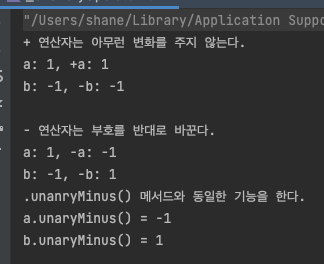 "/Users/shane/Library/Application Suppo
+ 연산자는 아무런 변화를 주지 않는다.
a: 1, +a: 1
b: -1, -b: -1
- 연산자는 부호를 반대로 바꾼다.
a: 1, -a: -1
b: -1, -b: 1
.unanryMinus() 메서드와 동일한 기능을 한다.
a.unaryMinus() = -1
b.unaryMinus() = 1